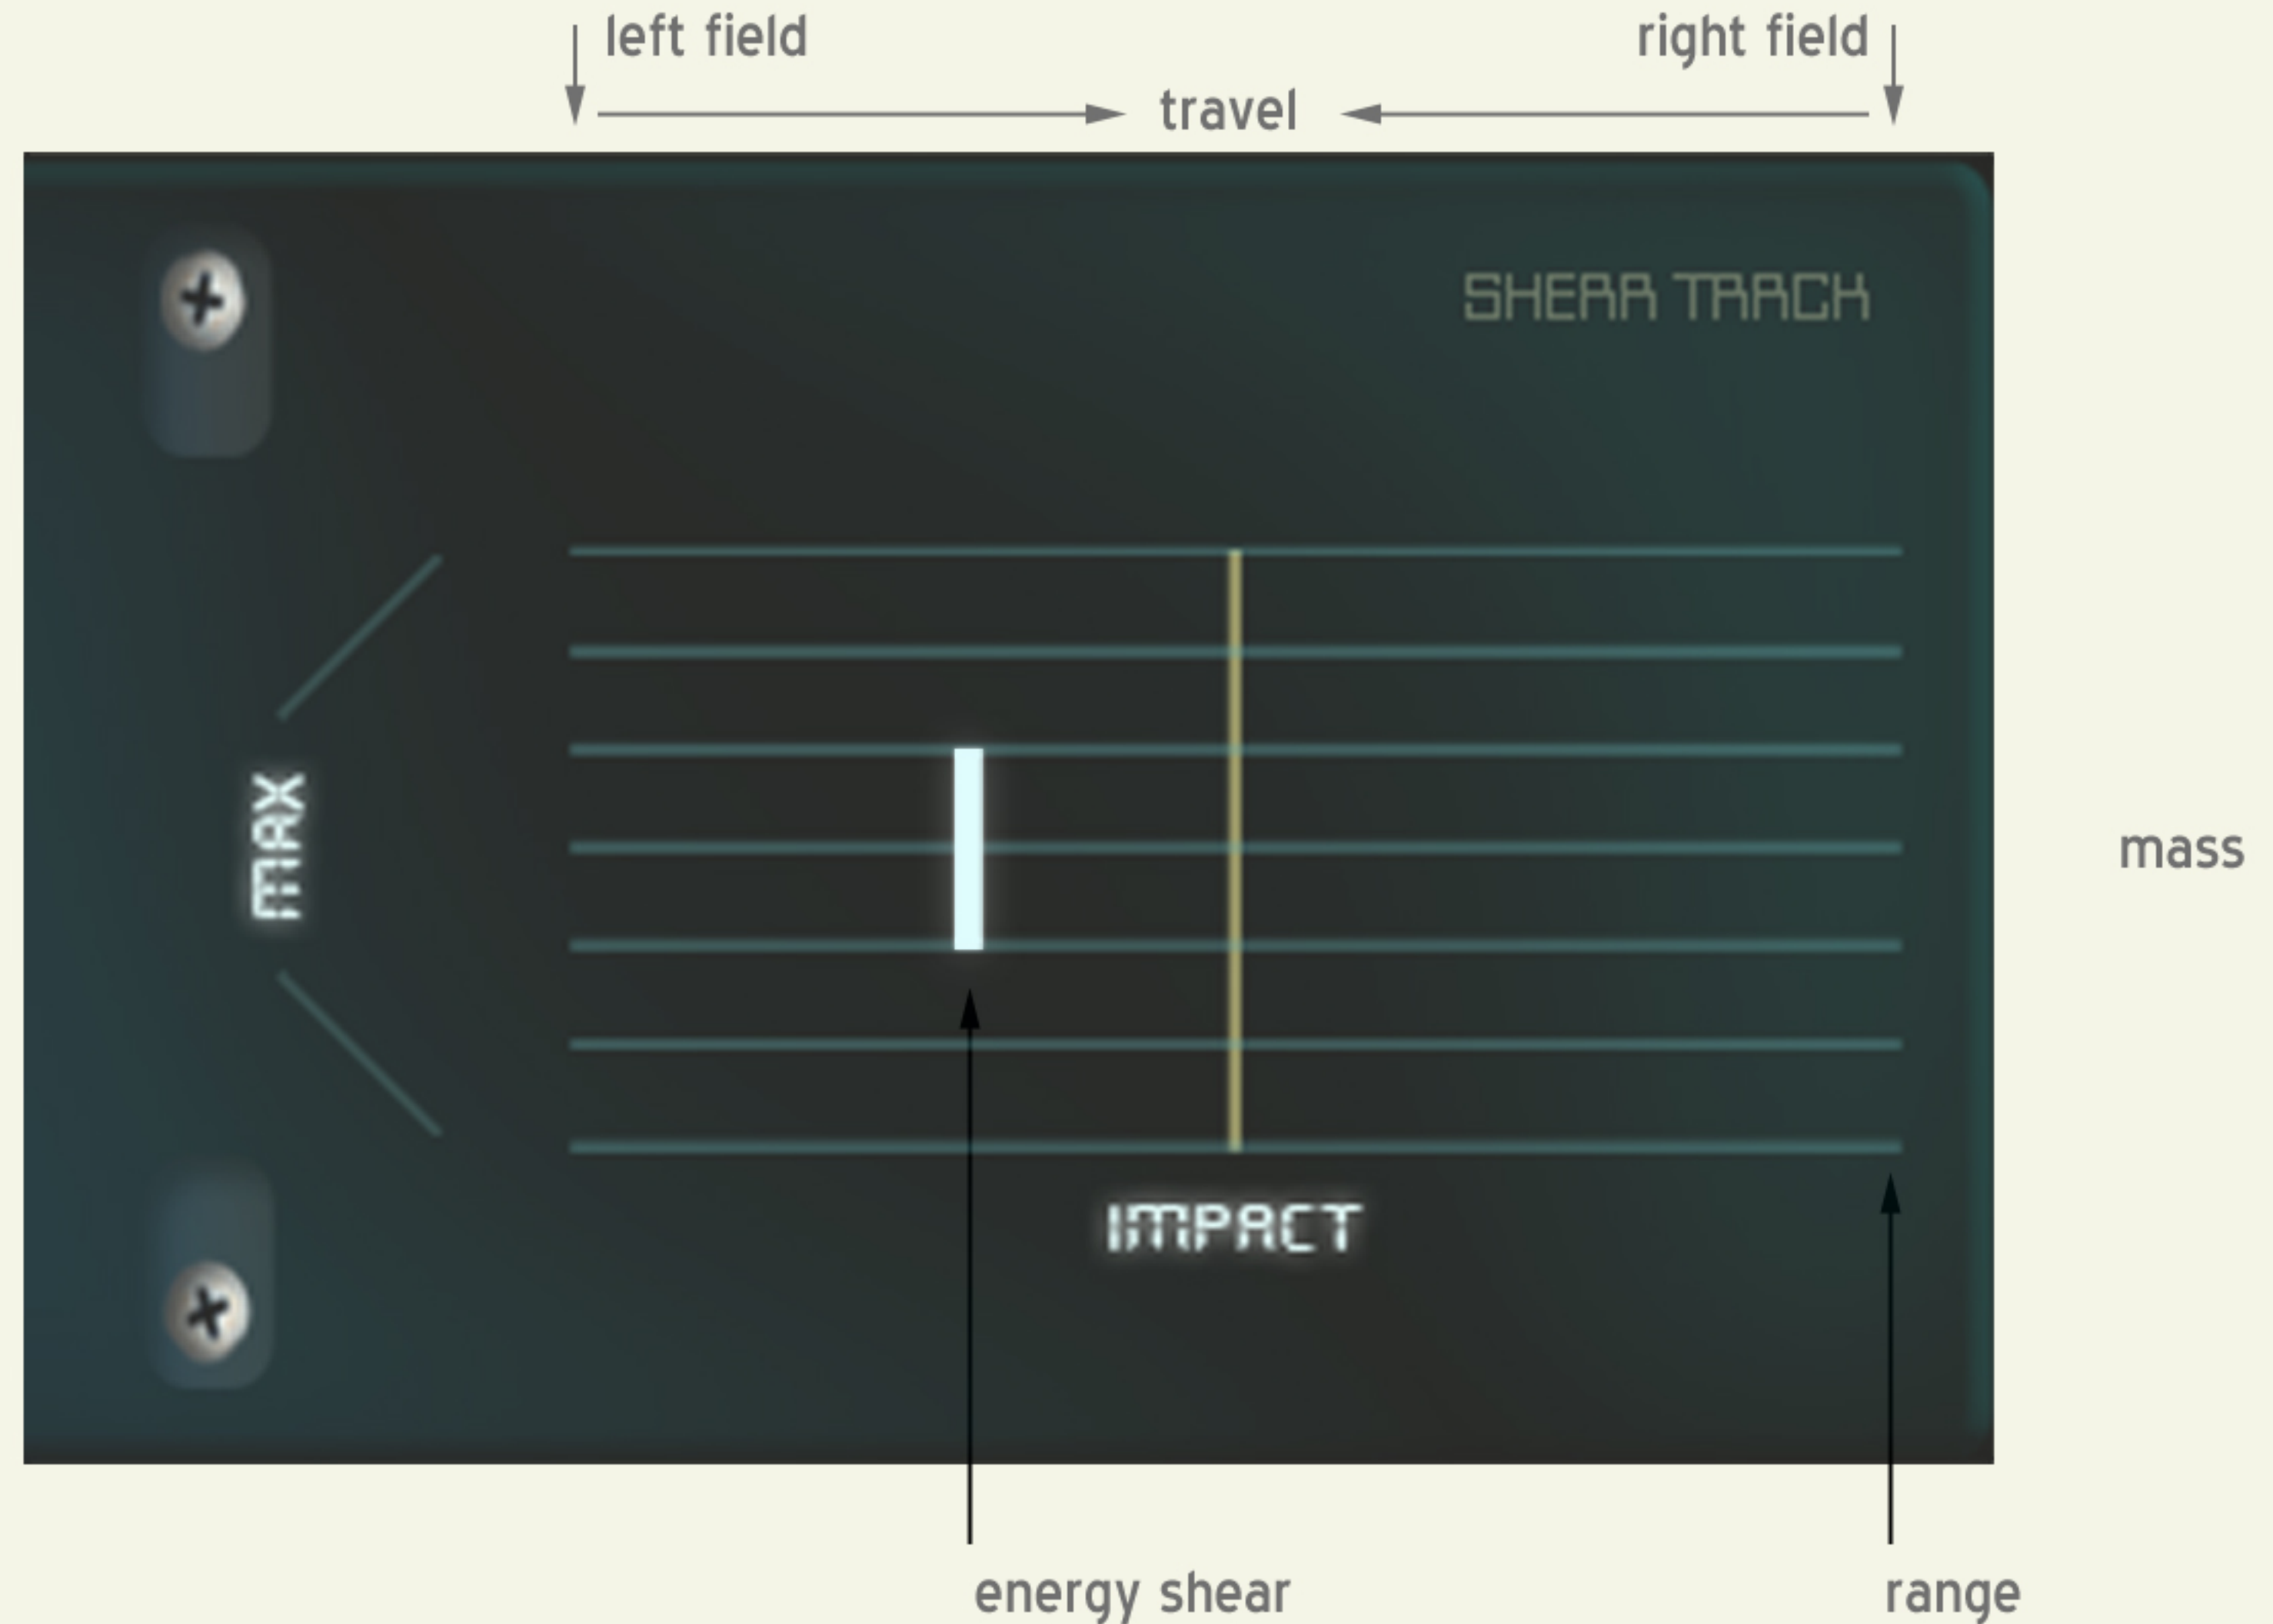 left field
right field
travel
SHEAR TRACK
MAX
mass
IMPACT
energy shear
range